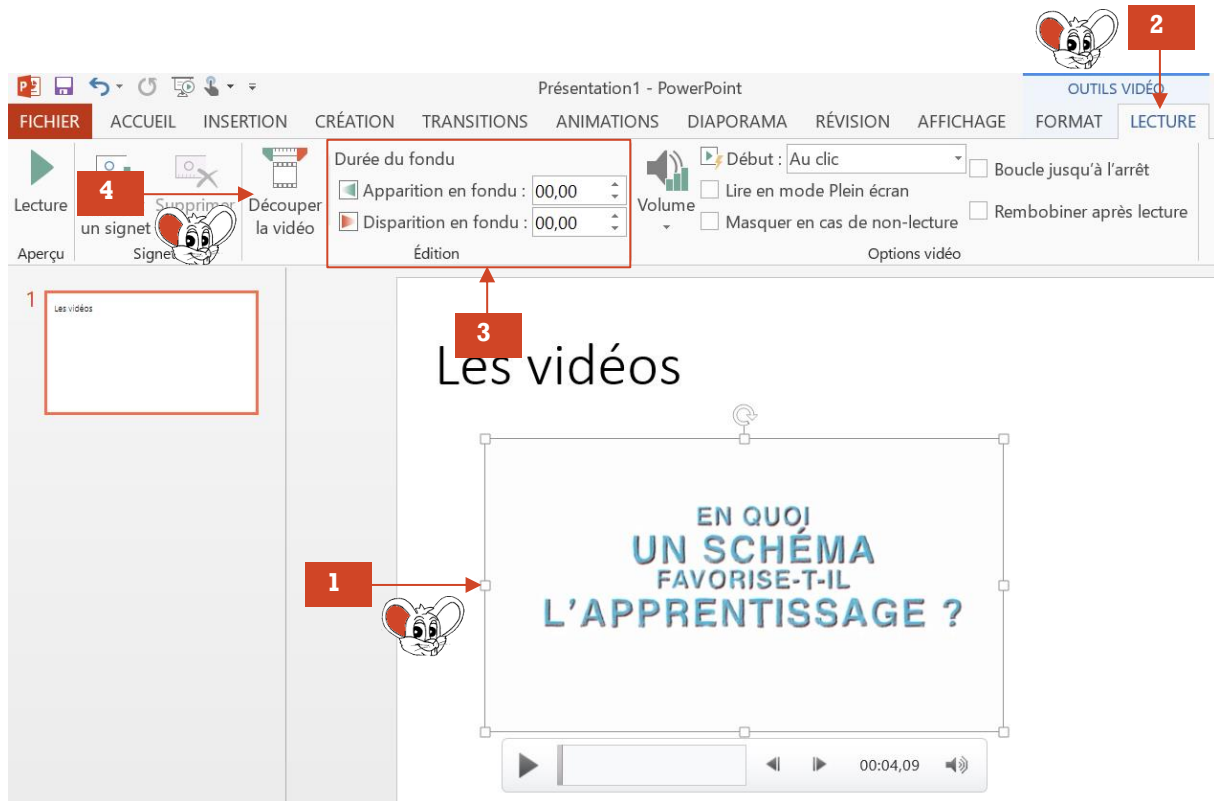 2
Présentation1 - PowerPoint
OUTILS VIDÉO
FICHIER ACCUEIL INSERTION CRÉATION TRANSITIONS ANIMATIONS DIAPORAMA RÉVISION AFFICHAGE FORMAT LECTURE
Durée du fondu
Début : Au clic
Boucle jusqu'à l'arrêt
4
Apparition en fondu : 00,00
Lire en mode Plein écran
Lecture
Supprimer
Découper
Volume
Rembobiner après lecture
un signet
la vidéo
Disparition en fondu : 00,00
Masquer en cas de non-lecture
Aperçu
Signet
Édition
Options vidéo
1
Les vidéos
3
Les vidéos
EN QUOI
UN SCHÉMA
FAVORISE-T-IL
L'APPRENTISSAGE ?
1
00:04,09